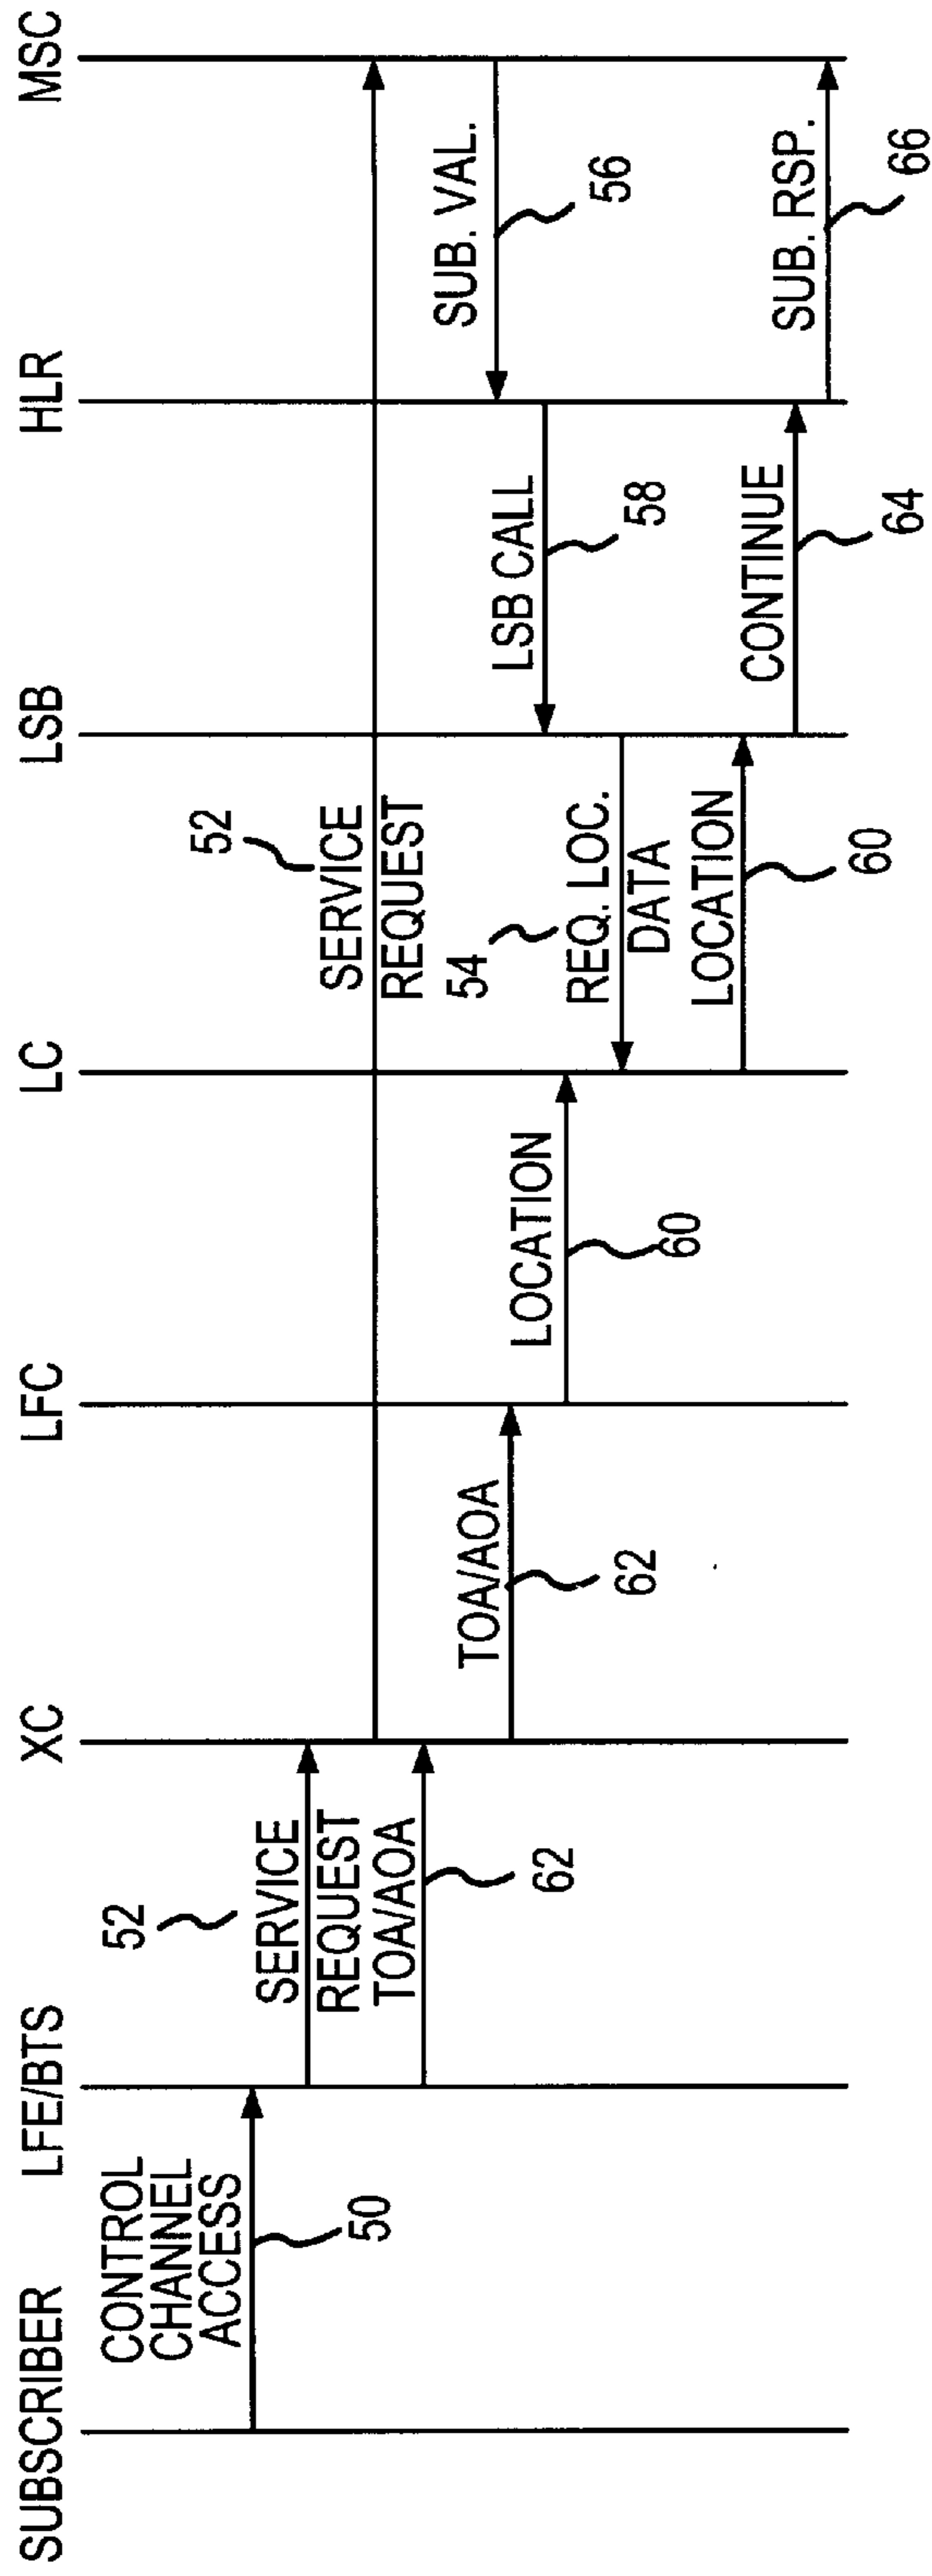 SUBSCRIBER
LFE/BTS
XC
LFC
LC
LSB
HLR
MSC
CONTROL
CHANNEL
ACCESS
50
52
SERVICE
REQUEST
TOA/AOA
62
52
SERVICE
REQUEST
TOA/AOA
62
LOCATION
60
SUB. VAL.
56
LSB CALL
58
54
REQ. LOC.
DATA
LOCATION
60
CONTINUE
64
SUB. RSP.
66